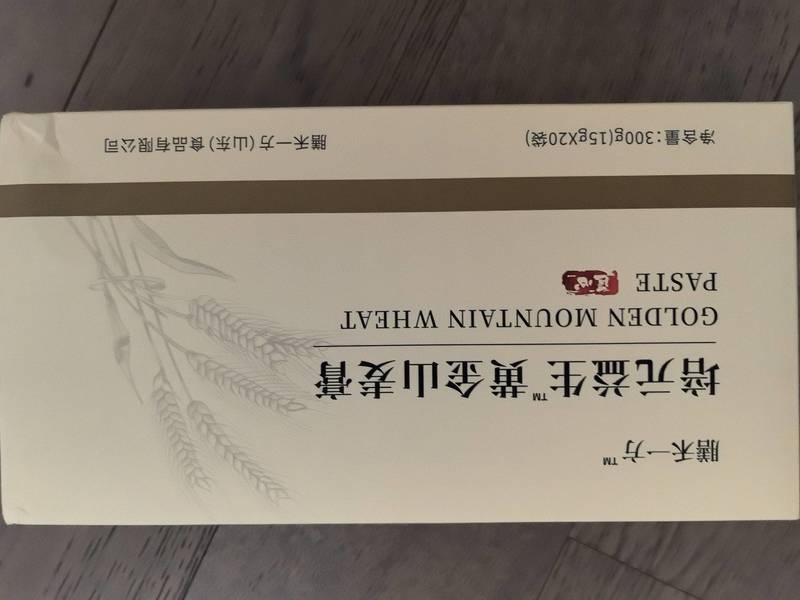 膳禾一方™
培元益生™黄金山麦膏
GOLDEN MOUNTAIN WHEAT
PASTE
净含量：300g(15gX20袋)
膳禾一方(山东)食品有限公司